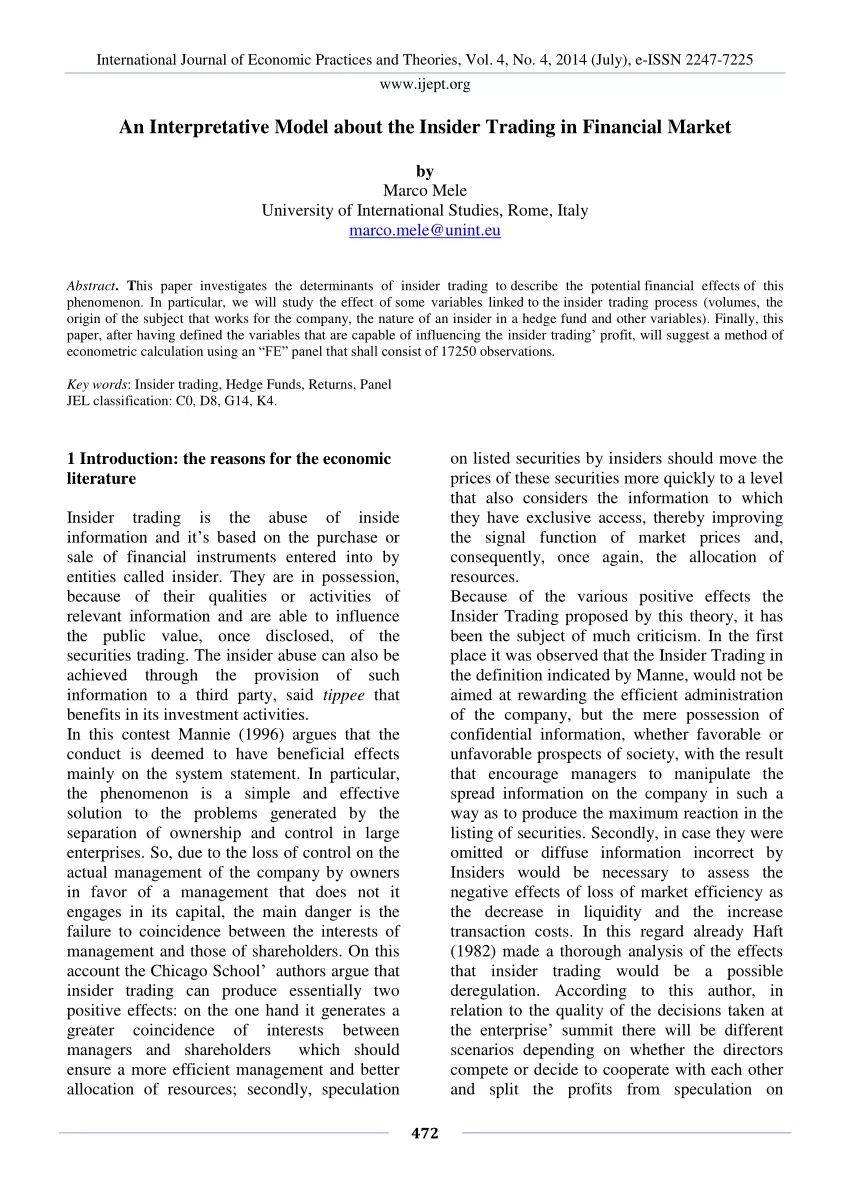 International Journal of Economic Practices and Theories, Vol. 4, No. 4, 2014 (July), e-ISSN 2247-7225
www.ijept.org
An Interpretative Model about the Insider Trading in Financial Market
by
Marco Mele
University of International Studies, Rome, Italy
marco.mele@unint.eu
Abstract. This paper investigates the determinants of insider trading to describe the potential financial effects of this
phenomenon. In particular, we will study the effect of some variables linked to the insider trading process (volumes, the
origin of the subject that works for the company, the nature of an insider in a hedge fund and other variables). Finally, this
paper, after having defined the variables that are capable of influencing the insider trading’ profit, will suggest a method of
econometric calculation using an “FE” panel that shall consist of 17250 observations.
Key words: Insider trading, Hedge Funds, Returns, Panel
JEL classification: C0, D8, G14, K4.
1 Introduction: the reasons for the economic
literature
Insider trading is the abuse of inside
information and it’s based on the purchase or
sale of financial instruments entered into by
entities called insider. They are in possession,
because of their qualities or activities of
relevant information and are able to influence
the public value, once disclosed, of the
securities trading. The insider abuse can also be
achieved through the provision of such
information to a third party, said tippee that
benefits in its investment activities.
In this contest Mannie (1996) argues that the
conduct is deemed to have beneficial effects
mainly on the system statement. In particular,
the phenomenon is a simple and effective
solution to the problems generated by the
separation of ownership and control in large
enterprises. So, due to the loss of control on the
actual management of the company by owners
in favor of a management that does not it
engages in its capital, the main danger is the
failure to coincidence between the interests of
management and those of shareholders. On this
account the Chicago School’ authors argue that
insider trading can produce essentially two
positive effects: on the one hand it generates a
greater coincidence of interests between
managers and shareholders which should
ensure a more efficient management and better
allocation of resources; secondly, speculation
on listed securities by insiders should move the
prices of these securities more quickly to a level
that also considers the information to which
they have exclusive access, thereby improving
the signal function of market prices and,
consequently, once again, the allocation of
resources.
Because of the various positive effects the
Insider Trading proposed by this theory, it has
been the subject of much criticism. In the first
place it was observed that the Insider Trading in
the definition indicated by Manne, would not be
aimed at rewarding the efficient administration
of the company, but the mere possession of
confidential information, whether favorable or
unfavorable prospects of society, with the result
that encourage managers to manipulate the
spread information on the company in such a
way as to produce the maximum reaction in the
listing of securities. Secondly, in case they were
omitted or diffuse information incorrect by
Insiders would be necessary to assess the
negative effects of loss of market efficiency as
the decrease in liquidity and the increase
transaction costs. In this regard already Haft
(1982) made a thorough analysis of the effects
that insider trading would be a possible
deregulation. According to this author, in
relation to the quality of the decisions taken at
the enterprise’ summit there will be different
scenarios depending on whether the directors
compete or decide to cooperate with each other
and split the profits from speculation on
472